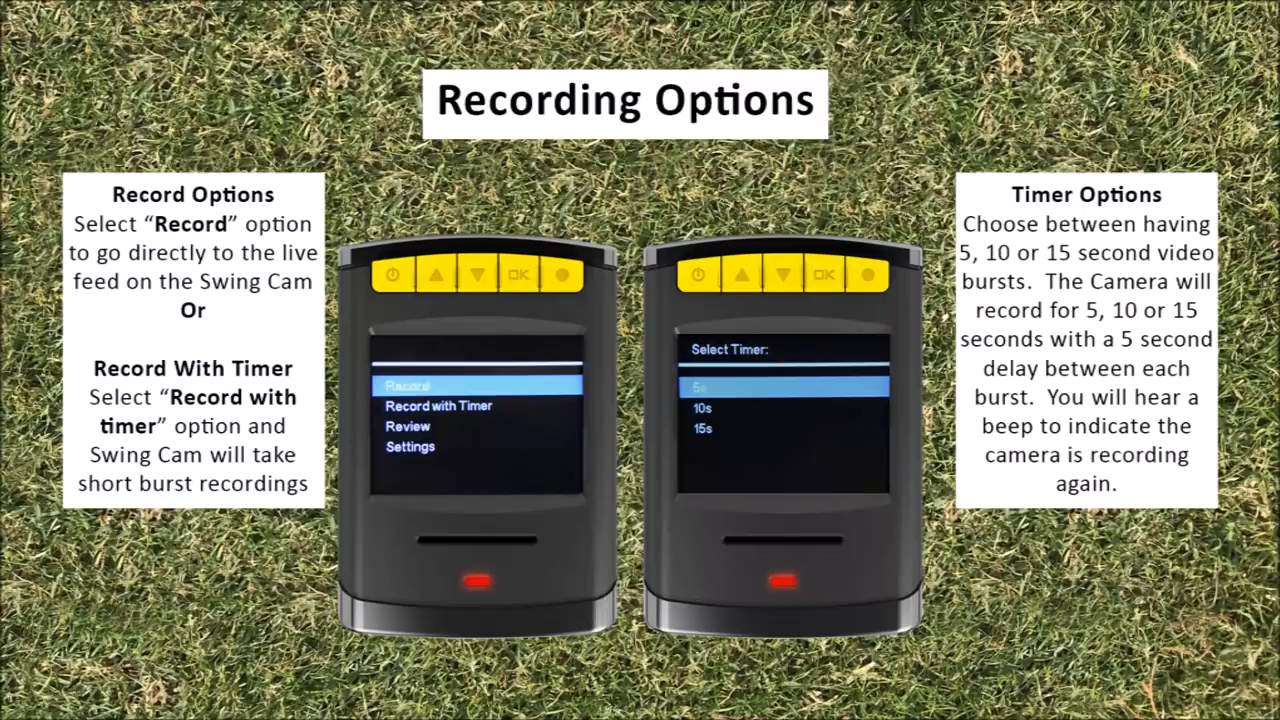 Recording Options
Record Options
Select “Record” option
to go directly to the live
feed on the Swing Cam
Or
Record With Timer
Select “Record with
timer” option and
Swing Cam will take
short burst recordings
OK
Record
Record with Timer
Review
Settings
OK
Select Timer:
5s
10s
15s
Timer Options
Choose between having
5, 10 or 15 second video
bursts.  The Camera will
record for 5, 10 or 15
seconds with a 5 second
delay between each
burst.  You will hear a
beep to indicate the
camera is recording
again.